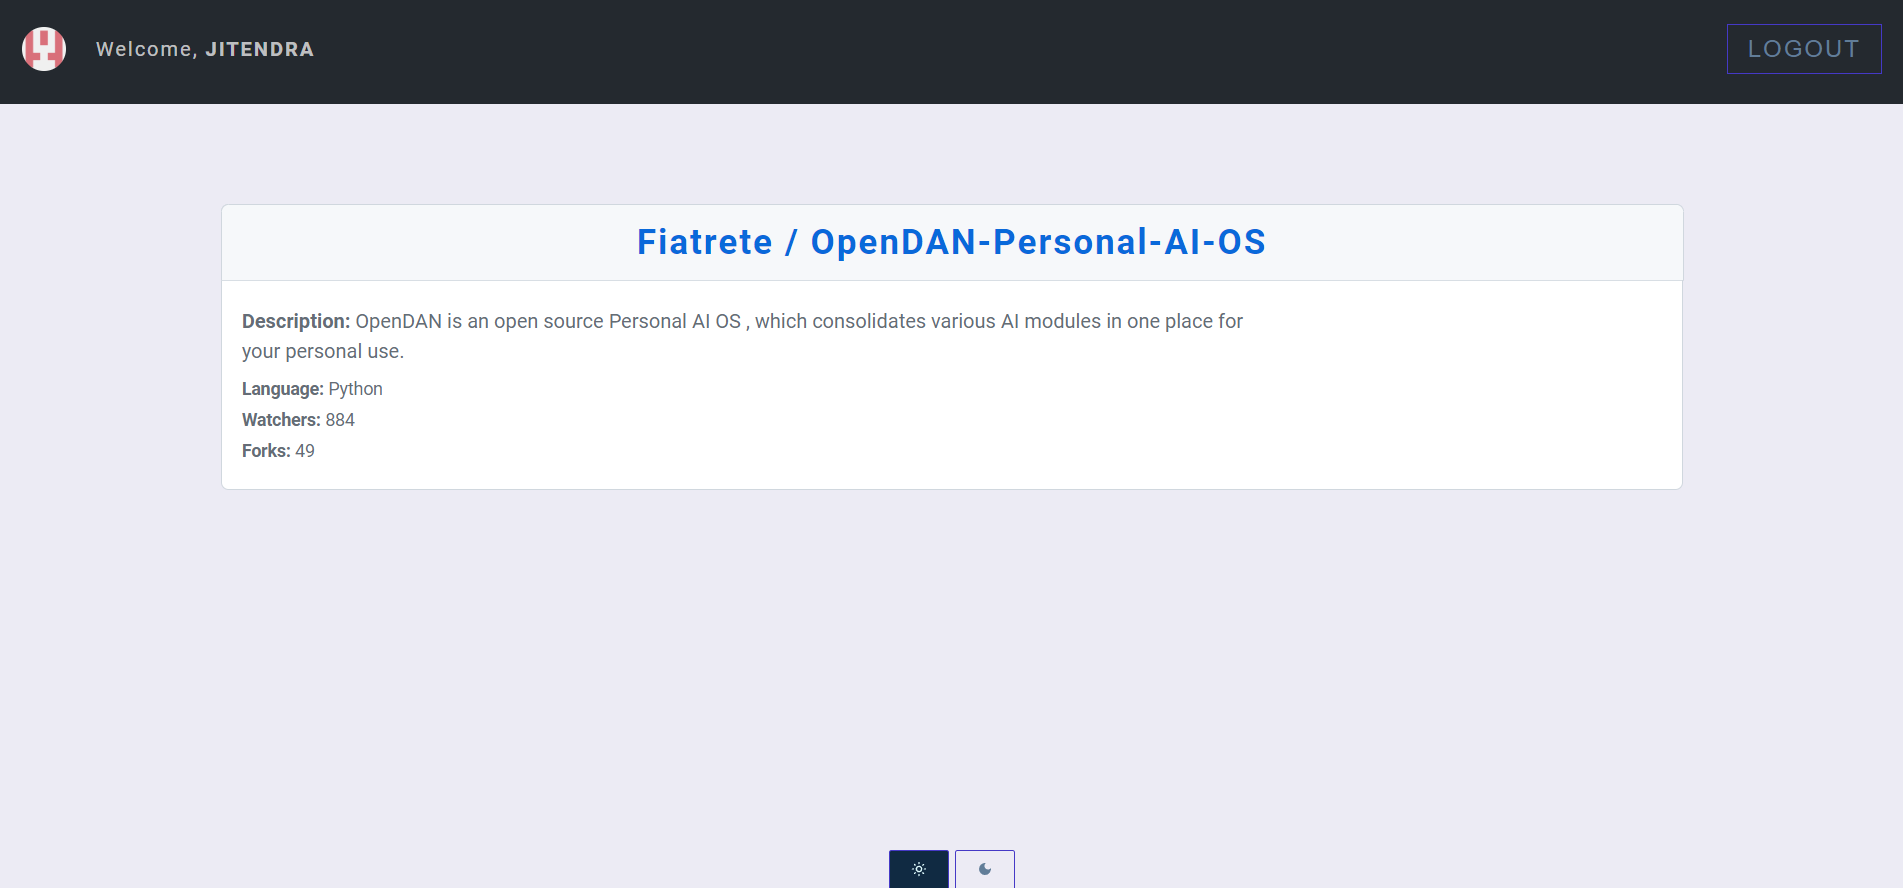 Welcome, JITENDRA
LOGOUT
Fiatrete / OpenDAN-Personal-AI-OS
Description: OpenDAN is an open source Personal AI OS , which consolidates various AI modules in one place for
your personal use.
Language: Python
Watchers: 884
Forks: 49